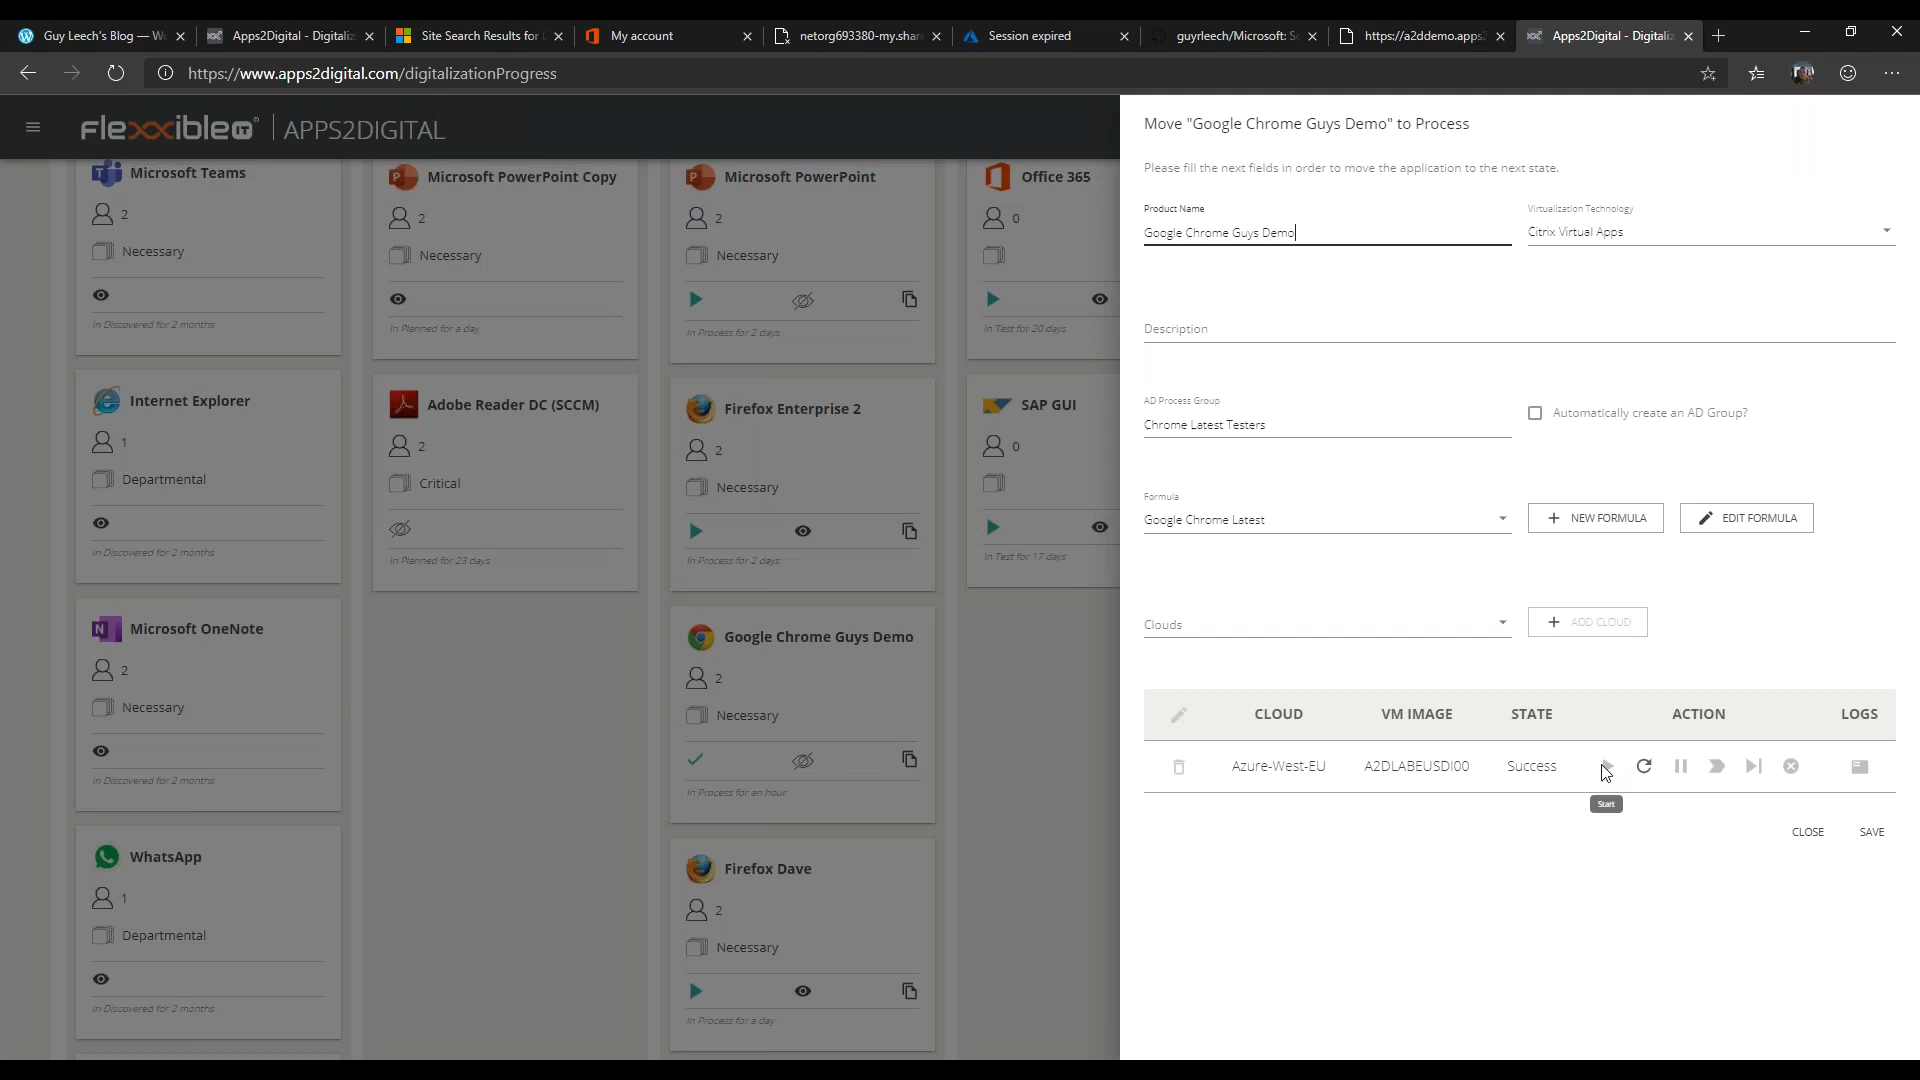 Guy Leech's Blog — W
Apps2Digital - Digitaliz
Site Search Results for
My account
netorg693380-my.shar
Session expired
guyrleech/Microsoft: Sc
https://a2ddemo.apps2
Apps2Digital - Digitaliz
https://www.apps2digital.com/digitalizationProgress
flexxibleIT | APPS2DIGITAL
Microsoft Teams
2
Necessary
In Discovered for 2 months
Internet Explorer
1
Departmental
In Discovered for 2 months
Microsoft OneNote
2
Necessary
In Discovered for 2 months
WhatsApp
1
Departmental
In Discovered for 2 months
Microsoft PowerPoint Copy
2
Necessary
In Planned for a day
Adobe Reader DC (SCCM)
2
Critical
In Planned for 23 days
Microsoft PowerPoint
2
Necessary
In Process for 2 days
Firefox Enterprise 2
2
Necessary
In Process for 2 days
Google Chrome Guys Demo
2
Necessary
In Process for an hour
Firefox Dave
2
Necessary
In Process for a day
Office 365
0
In Test for 20 days
SAP GUI
0
In Test for 17 days
Move "Google Chrome Guys Demo" to Process
Please fill the next fields in order to move the application to the next state.
Product Name
Google Chrome Guys Demo
Virtualization Technology
Citrix Virtual Apps
Description
AD Process Group
Chrome Latest Testers
Automatically create an AD Group?
Formula
Google Chrome Latest
NEW FORMULA
EDIT FORMULA
Clouds
ADD CLOUD
CLOUD VM IMAGE STATE ACTION LOGS
Azure-West-EU A2DLABEUSDI00 Success
Start
CLOSE SAVE